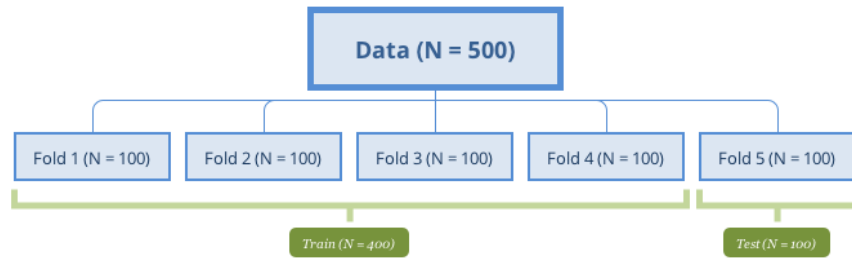 Data (N = 500)
Fold 1 (N = 100)
Fold 2 (N = 100)
Fold 3 (N = 100)
Fold 4 (N = 100)
Fold 5 (N = 100)
Train (N = 400)
Test (N = 100)